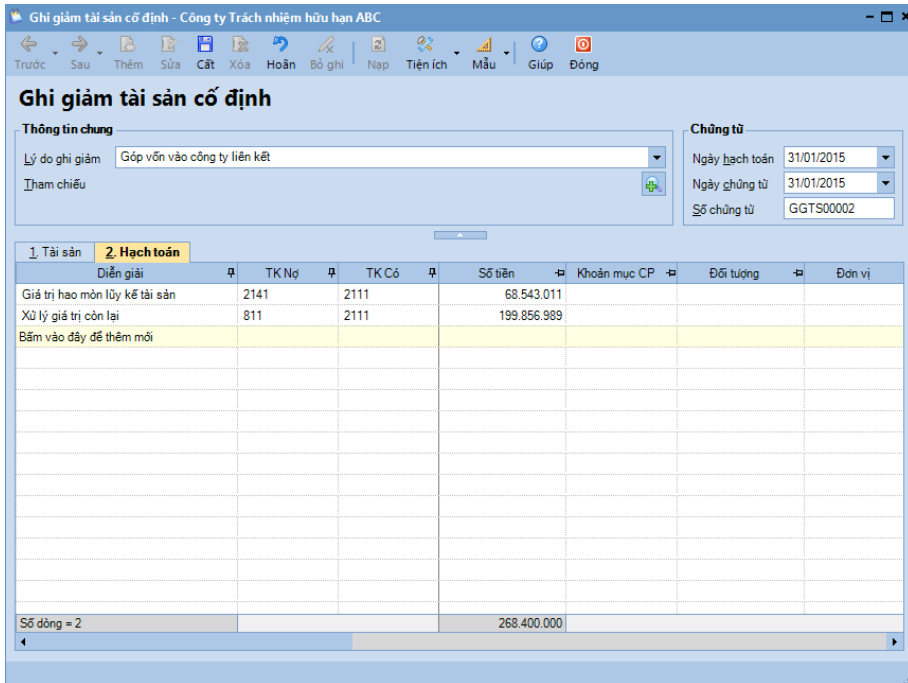 Ghi giảm tài sản cố định - Công ty Trách nhiệm hữu hạn ABC
Trước Sau Thêm Sửa Cất Xóa Hoãn Bỏ ghi Nạp Tiện ích Mẫu Giúp Đóng
Ghi giảm tài sản cố định
Thông tin chung
Lý do ghi giảm Góp vốn vào công ty liên kết
Tham chiếu
Chứng từ
Ngày hạch toán 31/01/2015
Ngày chứng từ 31/01/2015
Số chứng từ GGTS00002
1. Tài sản 2. Hạch toán
Diễn giải TK Nợ TK Có Số tiền Khoản mục CP Đối tượng Đơn vị
Giá trị hao mòn lũy kế tài sản 2141 2111 68.543.011
Xử lý giá trị còn lại 811 2111 199.856.989
Bấm vào đây để thêm mới
Số dòng = 2 268.400.000